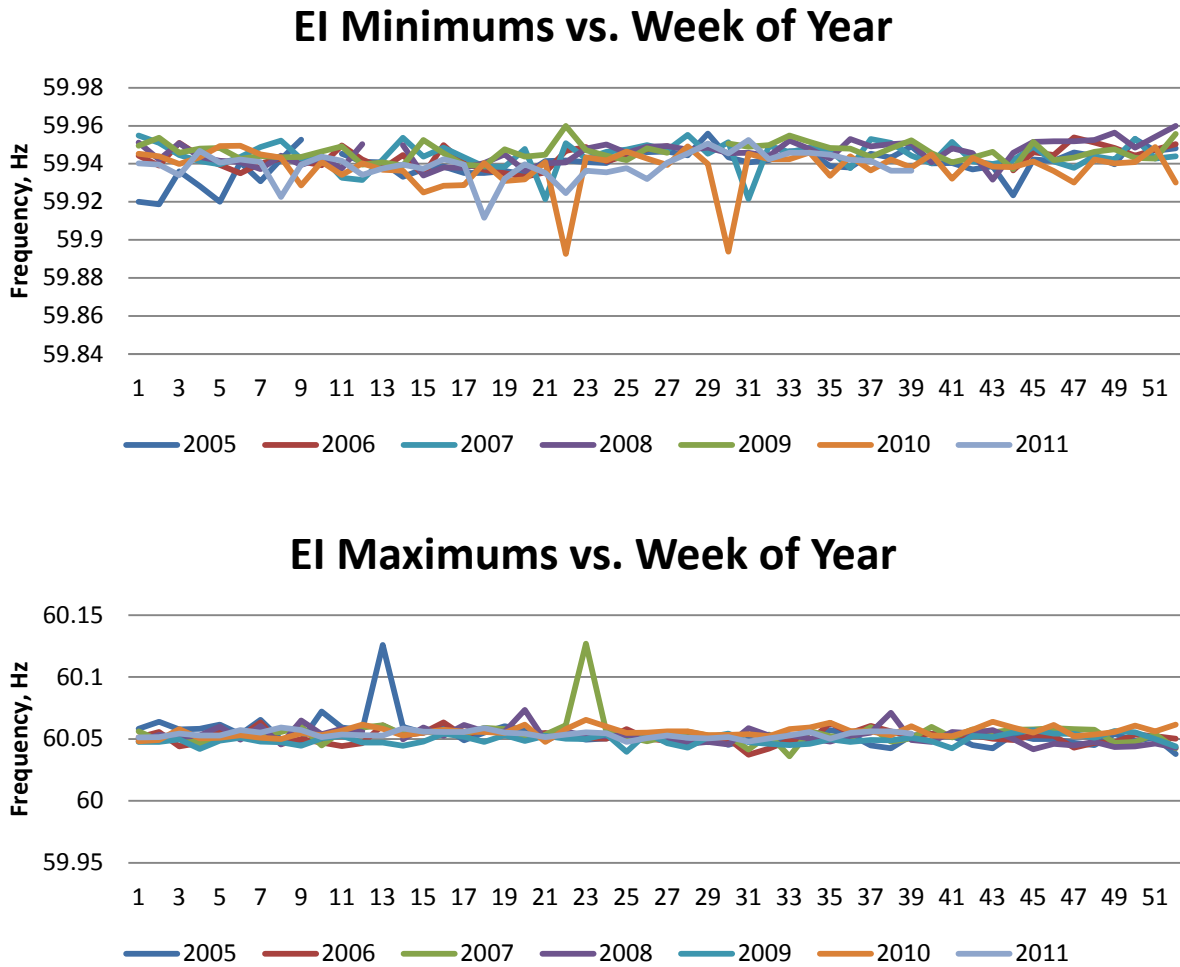 EI Minimums vs. Week of Year
Frequency, Hz
59.98
59.96
59.94
59.92
59.9
59.88
59.86
59.84
1 3 5 7 9 11 13 15 17 19 21 23 25 27 29 31 33 35 37 39 41 43 45 47 49 51
2005 2006 2007 2008 2009 2010 2011
EI Maximums vs. Week of Year
Frequency, Hz
60.15
60.1
60.05
60
59.95
1 3 5 7 9 11 13 15 17 19 21 23 25 27 29 31 33 35 37 39 41 43 45 47 49 51
2005 2006 2007 2008 2009 2010 2011